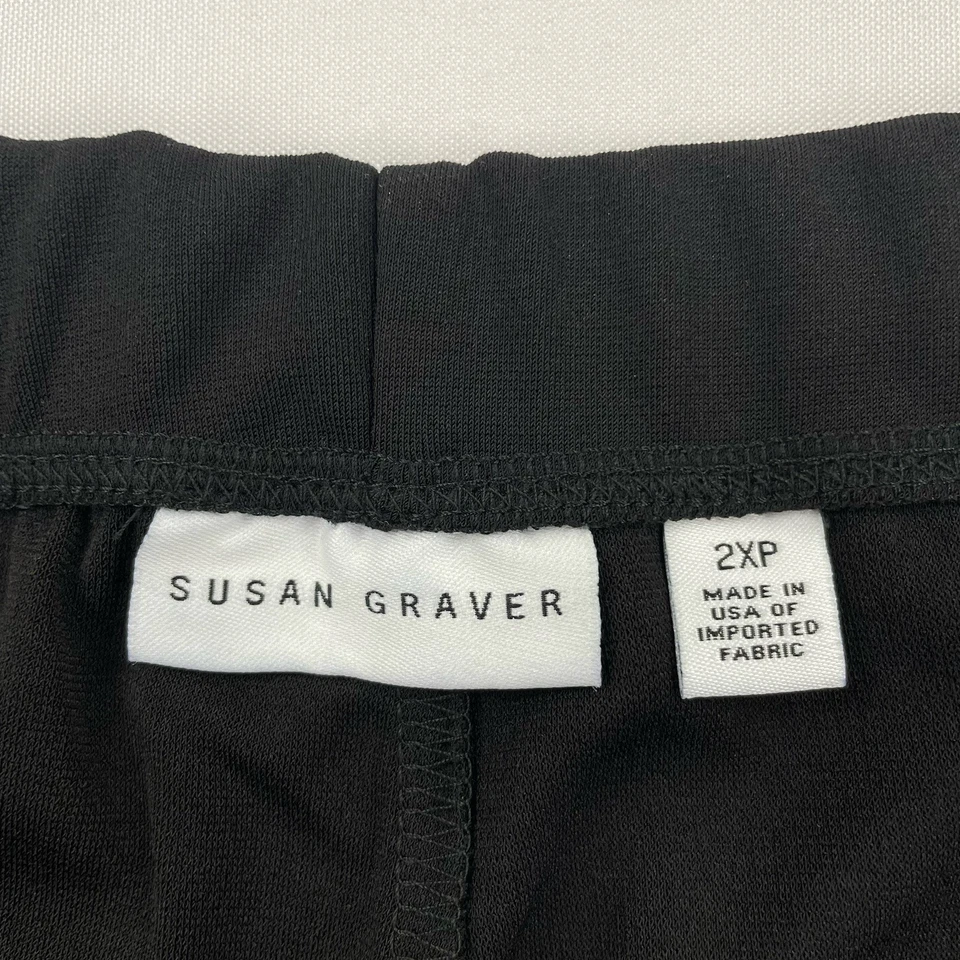 SUSAN GRAVER
2XP
MADE IN
USA OF
IMPORTED
FABRIC